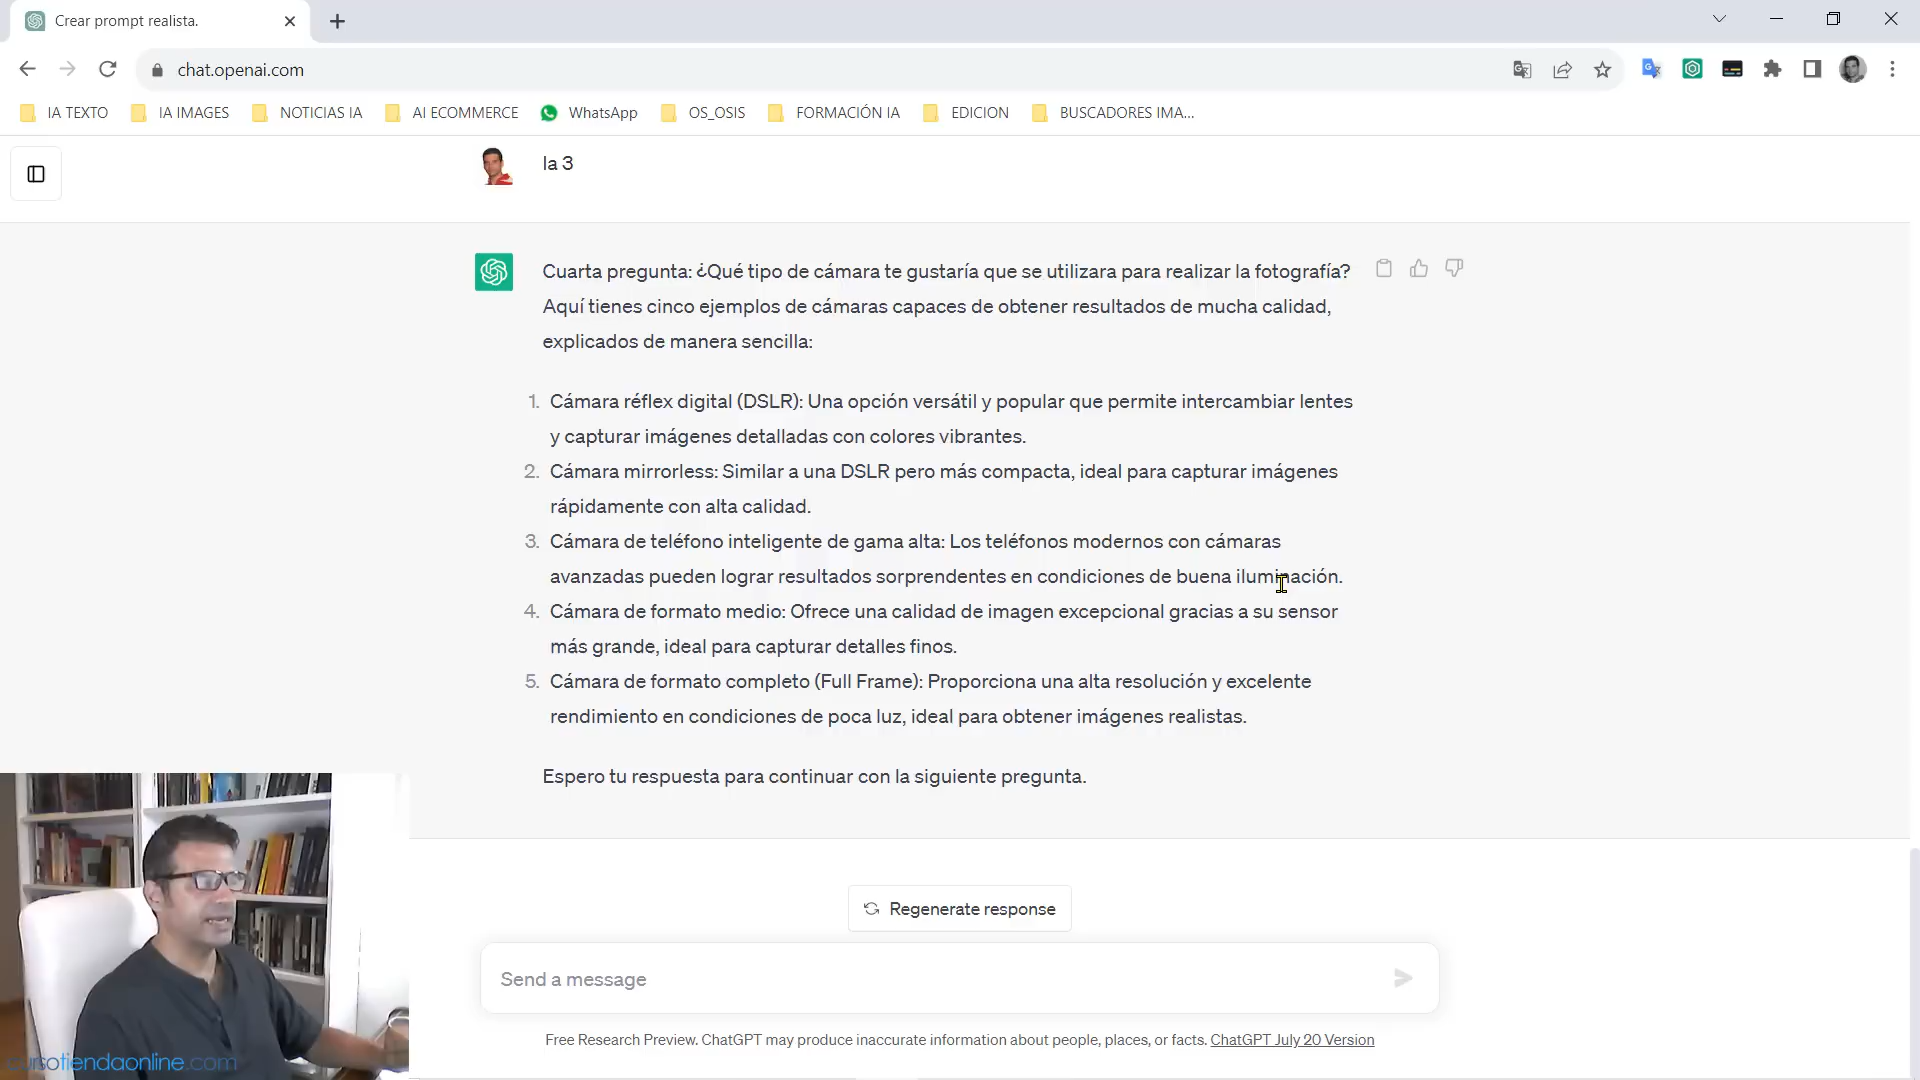 Crear prompt realista.
chat.openai.com
IA TEXTO
IA IMAGES
NOTICIAS IA
AI ECOMMERCE
WhatsApp
OS_OSIS
FORMACIÓN IA
EDICION
BUSCADORES IMA...
la 3
Cuarta pregunta: ¿Qué tipo de cámara te gustaría que se utilizara para realizar la fotografía?
Aquí tienes cinco ejemplos de cámaras capaces de obtener resultados de mucha calidad,
explicados de manera sencilla:
1. Cámara réflex digital (DSLR): Una opción versátil y popular que permite intercambiar lentes
y capturar imágenes detalladas con colores vibrantes.
2. Cámara mirrorless: Similar a una DSLR pero más compacta, ideal para capturar imágenes
rápidamente con alta calidad.
3. Cámara de teléfono inteligente de gama alta: Los teléfonos modernos con cámaras
avanzadas pueden lograr resultados sorprendentes en condiciones de buena iluminación.
4. Cámara de formato medio: Ofrece una calidad de imagen excepcional gracias a su sensor
más grande, ideal para capturar detalles finos.
5. Cámara de formato completo (Full Frame): Proporciona una alta resolución y excelente
rendimiento en condiciones de poca luz, ideal para obtener imágenes realistas.
Espero tu respuesta para continuar con la siguiente pregunta.
Regenerate response
Send a message
Free Research Preview. ChatGPT may produce inaccurate information about people, places, or facts. ChatGPT July 20 Version
cursotiendaonline.com